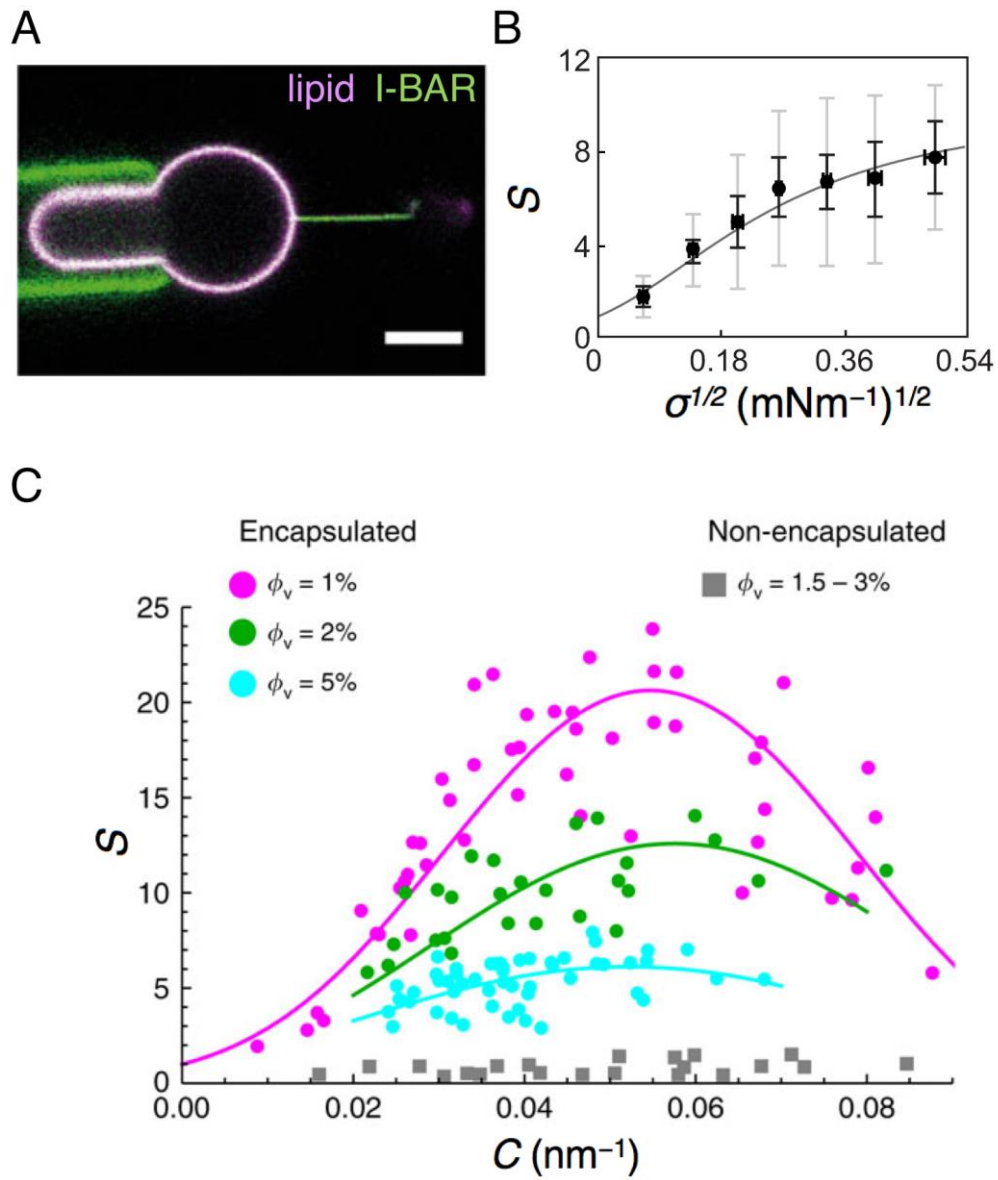 A
lipid I-BAR
B
12
8
4
0
S
0 0.18 0.36 0.54
σ1/2 (mNm–1)1/2
C
Encapsulated
ϕv = 1%
ϕv = 2%
ϕv = 5%
Non-encapsulated
ϕv = 1.5 – 3%
25
20
15
10
5
0
S
0.00 0.02 0.04 0.06 0.08
C (nm–1)